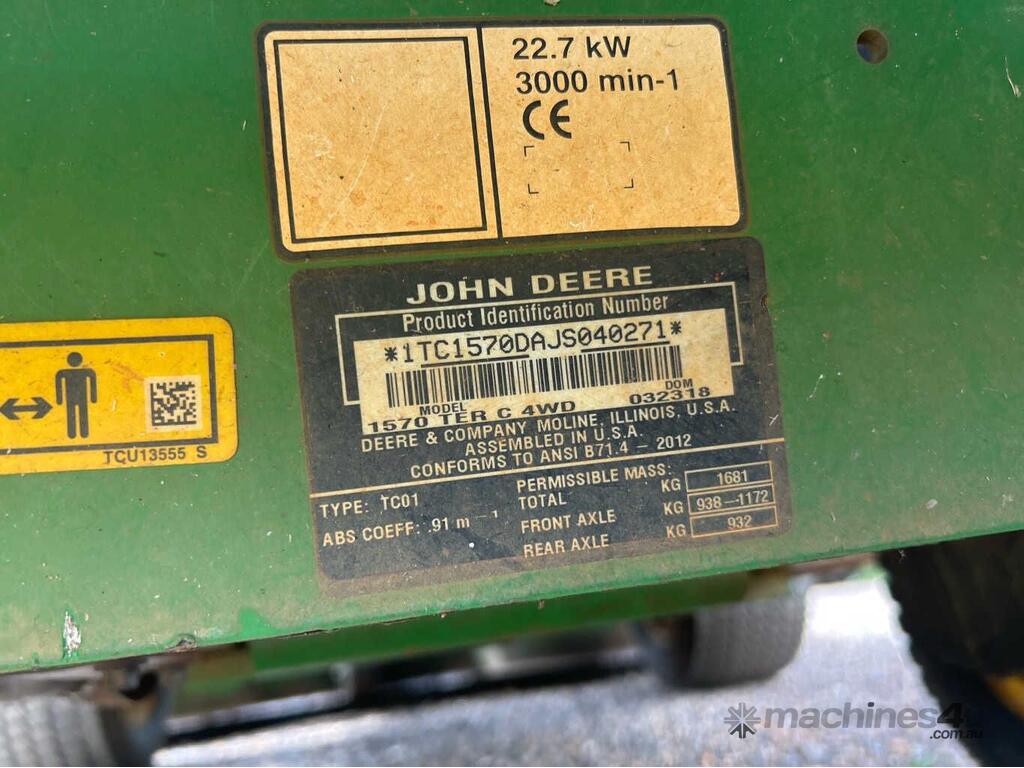 22.7 kW
3000 min-1
CE
JOHN DEERE
Product Identification Number
*1TC1570DAJS040271*
MODEL DOM
1570 TER C 4WD 032318
DEERE & COMPANY MOLINE, ILLINOIS, U.S.A.
ASSEMBLED IN U.S.A.
CONFORMS TO ANSI B71.4 – 2012
TYPE: TC01
ABS COEFF: .91 m –1
PERMISSIBLE MASS:
TOTAL KG 1681
FRONT AXLE KG 938–1172
REAR AXLE KG 932
TCU13555 S
machines4u
.com.au